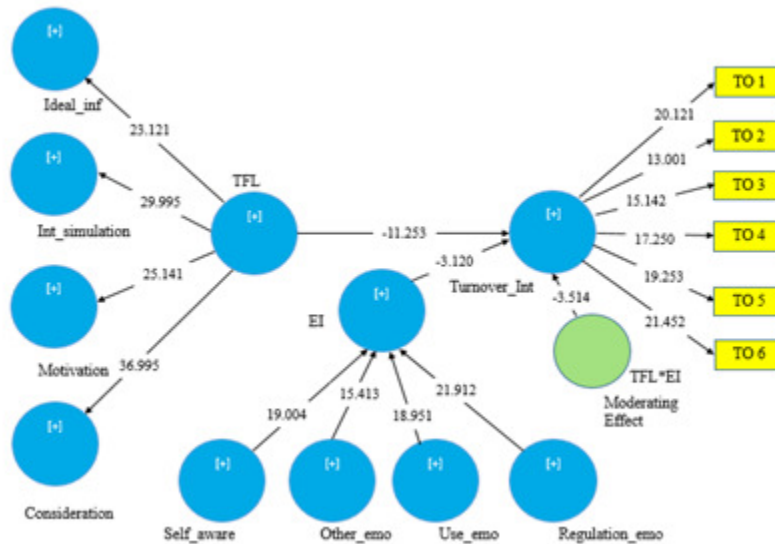 [+]
Ideal_inf
23.121
[+]
Int_simulation
29.995
TFL
[+]
25.141
[+]
Motivation
36.995
[+]
Consideration
-11.253
[+]
Turnover_Int
-3.120
[+]
EI
-3.514
TFL*EI
Moderating
Effect
20.121
TO 1
13.001
TO 2
15.142
TO 3
17.250
TO 4
19.253
TO 5
21.452
TO 6
19.004
15.413
18.951
21.912
[+]
Self_aware
[+]
Other_emo
[+]
Use_emo
[+]
Regulation_emo